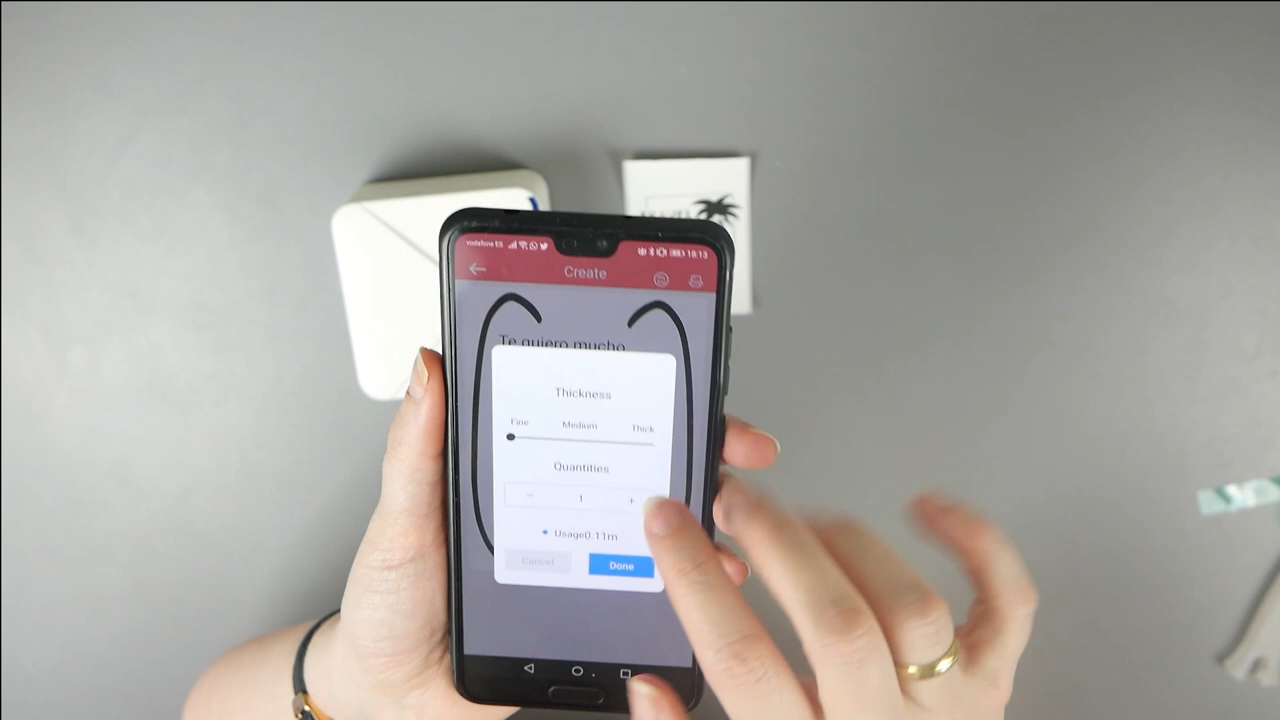 vodafone ES
18:13
Create
Te quiero mucho
Thickness
Fine Medium Thick
Quantities
− 1 +
Usage0.11m
Cancel Done